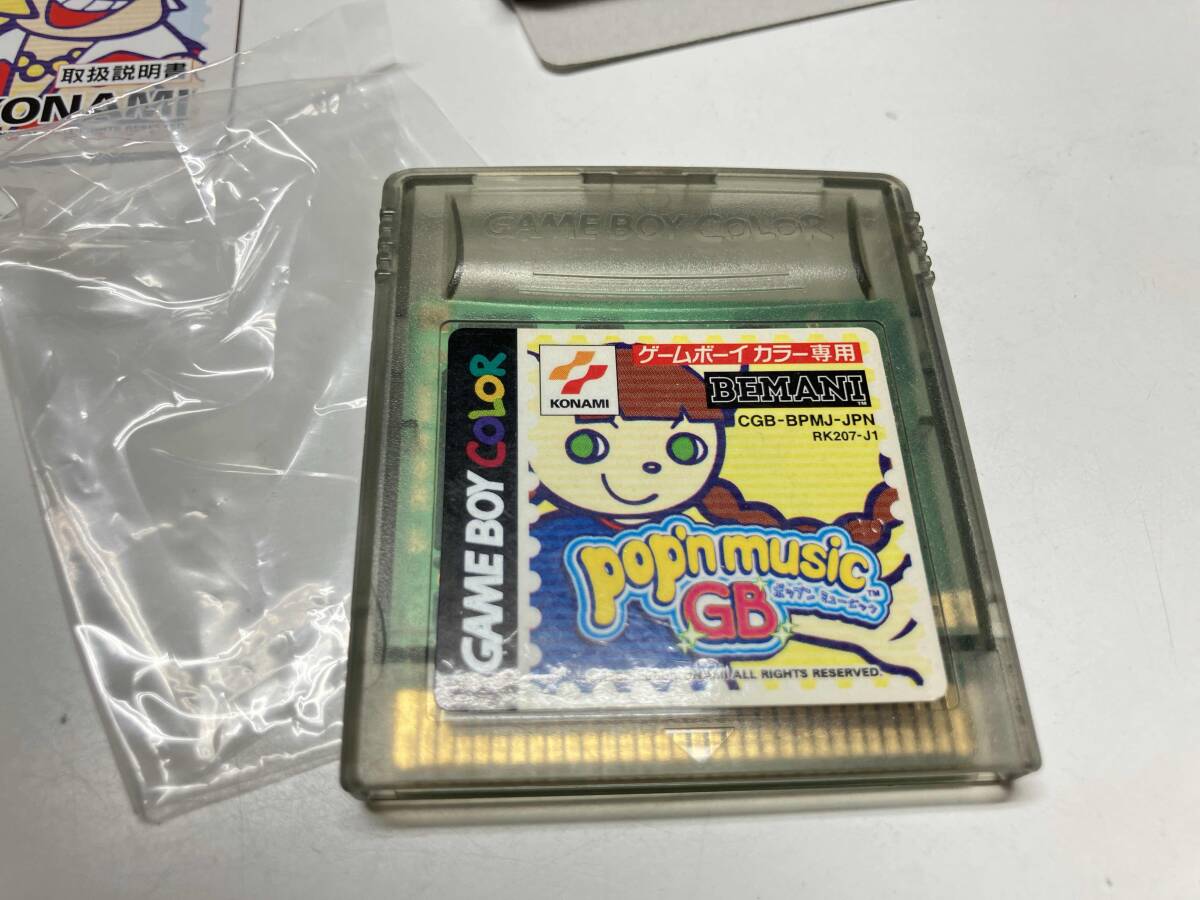 取扱説明書
KONAMI
GAME BOY COLOR
GAME BOY COLOR
KONAMI
ゲームボーイ カラー専用
BEMANI™
CGB-BPMJ-JPN
RK207-J1
pop'n music™
GB
ポップン ミュージック
KONAMI ALL RIGHTS RESERVED.